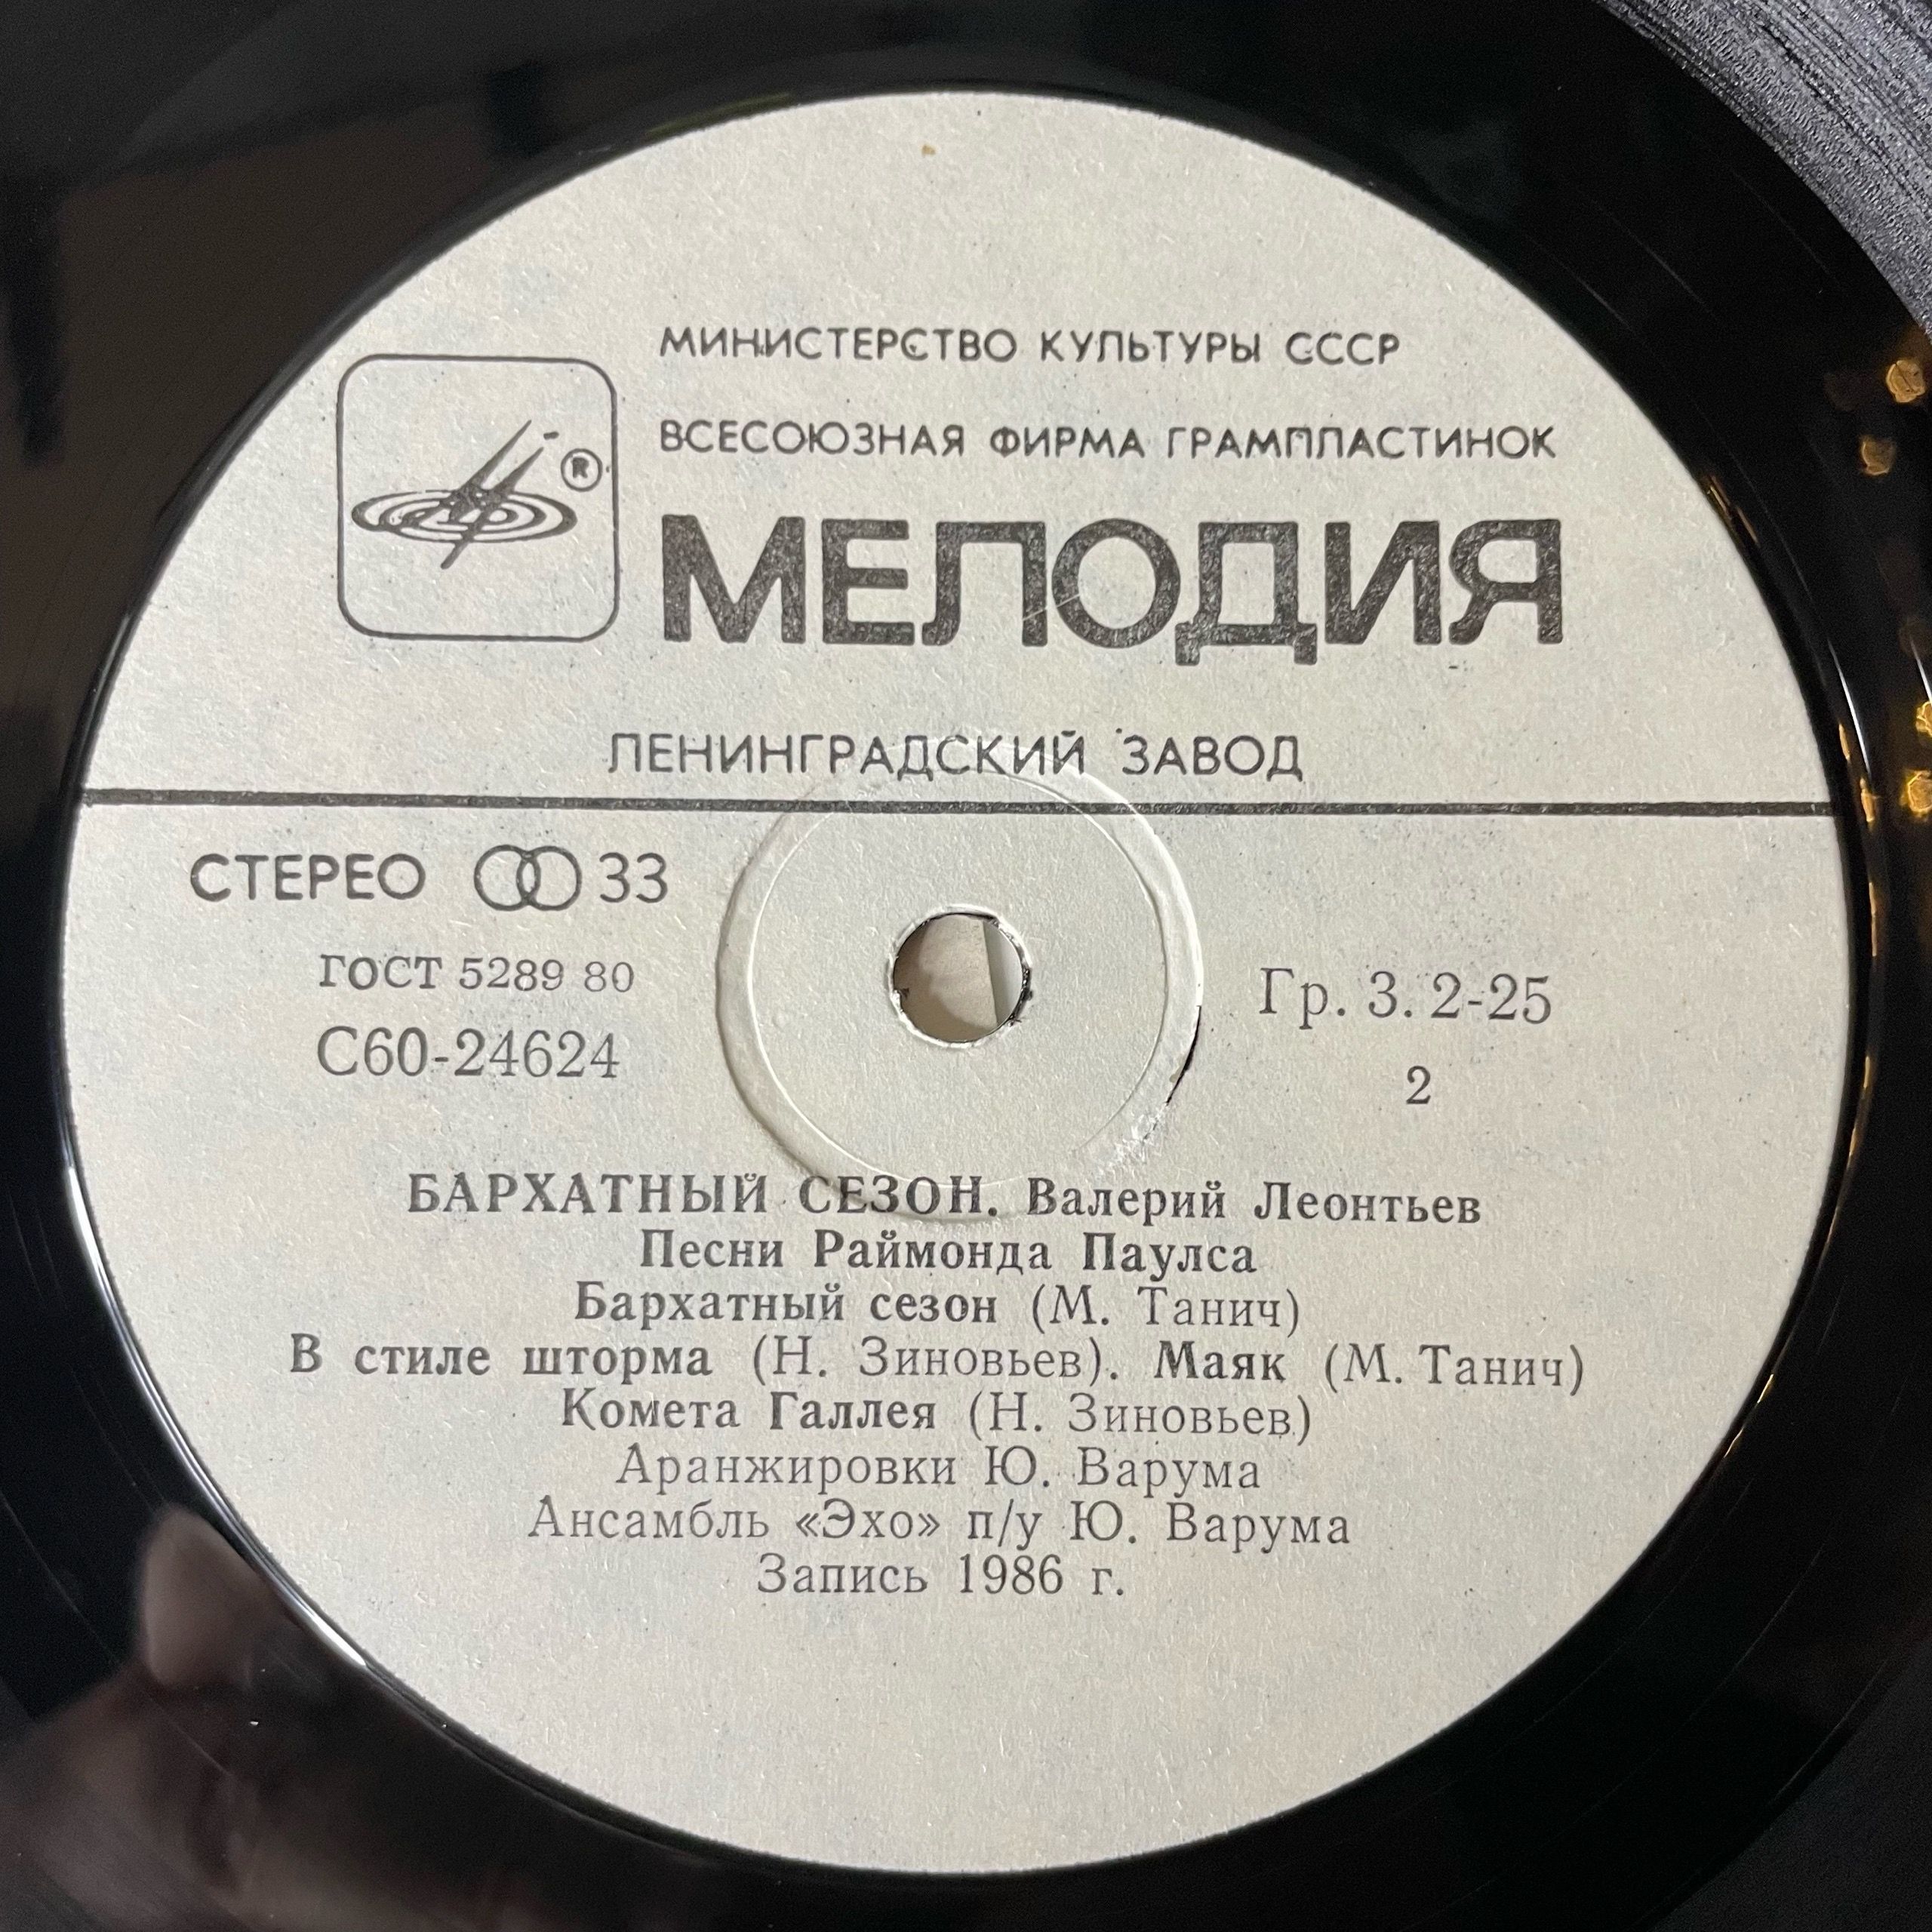 МИНИСТЕРСТВО КУЛЬТУРЫ СССР
ВСЕСОЮЗНАЯ ФИРМА ГРАМПЛАСТИНОК
®
МЕЛОДИЯ
ЛЕНИНГРАДСКИЙ ЗАВОД
СТЕРЕО 33
ГОСТ 5289 80
С60-24624
Гр. 3. 2-25
2
БАРХАТНЫЙ СЕЗОН. Валерий Леонтьев
Песни Раймонда Паулса
Бархатный сезон (М. Танич)
В стиле шторма (Н. Зиновьев). Маяк (М. Танич)
Комета Галлея (Н. Зиновьев)
Аранжировки Ю. Варума
Ансамбль «Эхо» п/у Ю. Варума
Запись 1986 г.